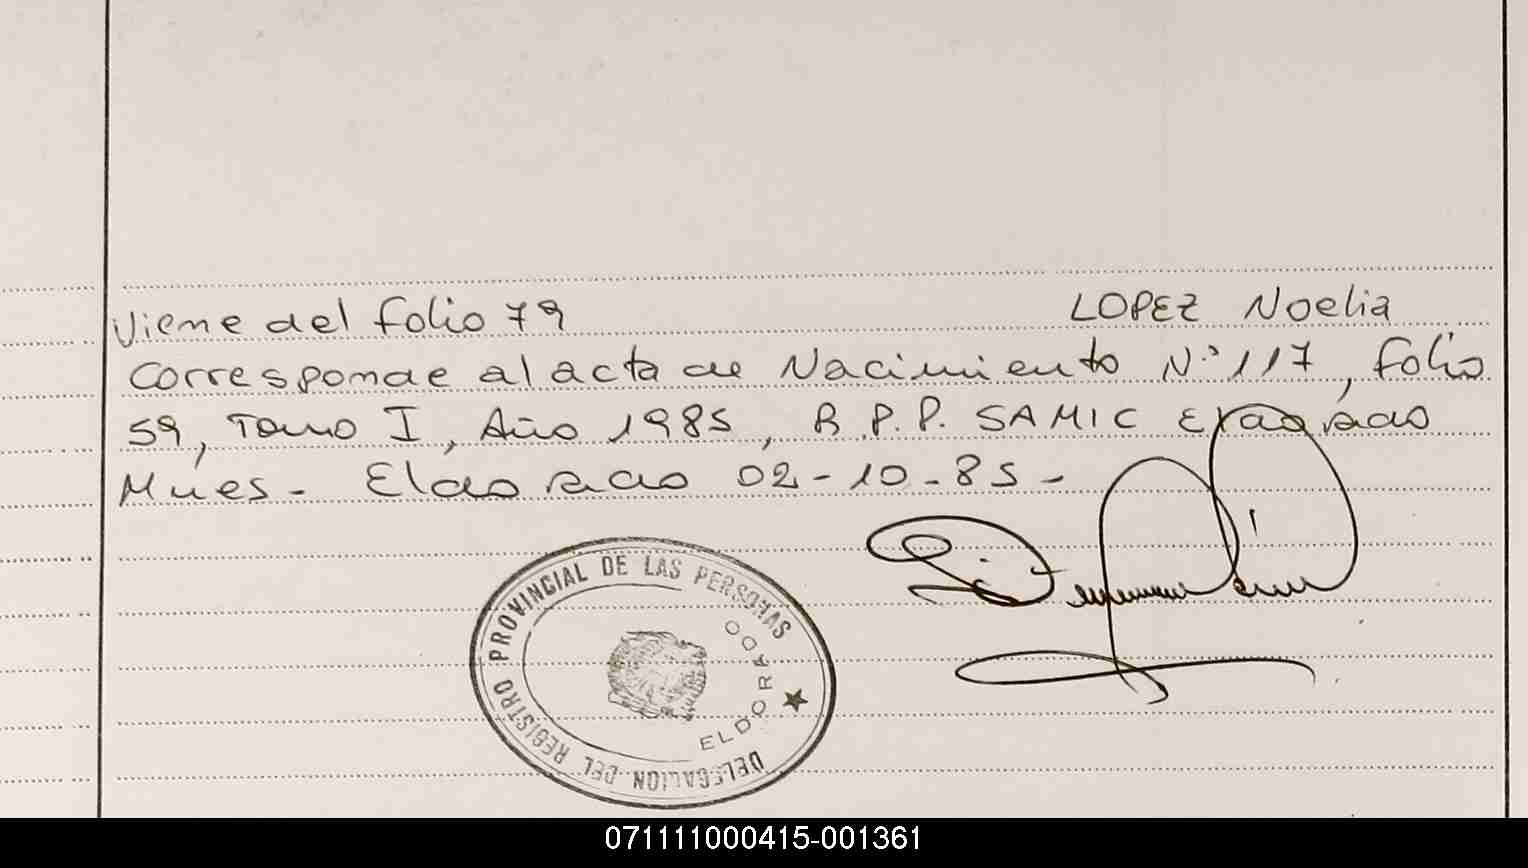 Viene del folio 79 LOPEZ Noelia
Corresponde al acta de Nacimiento N° 117, folio
59, Tomo I, Año 1985, R.P.P. SAMIC Eldorado
Mnes. Eldorado 02-10-85-
DELEGACION DEL REGISTRO PROVINCIAL DE LAS PERSONAS
ELDORADO
071111000415-001361